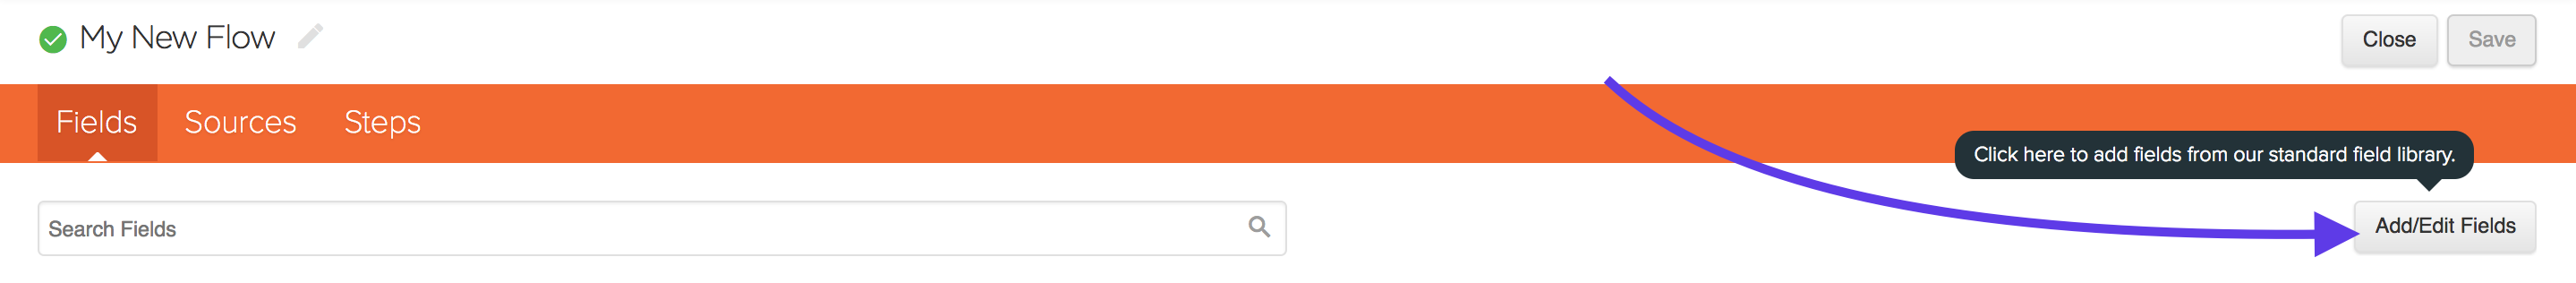 My New Flow
Close
Save
Fields
Sources
Steps
Click here to add fields from our standard field library.
Search Fields
Add/Edit Fields